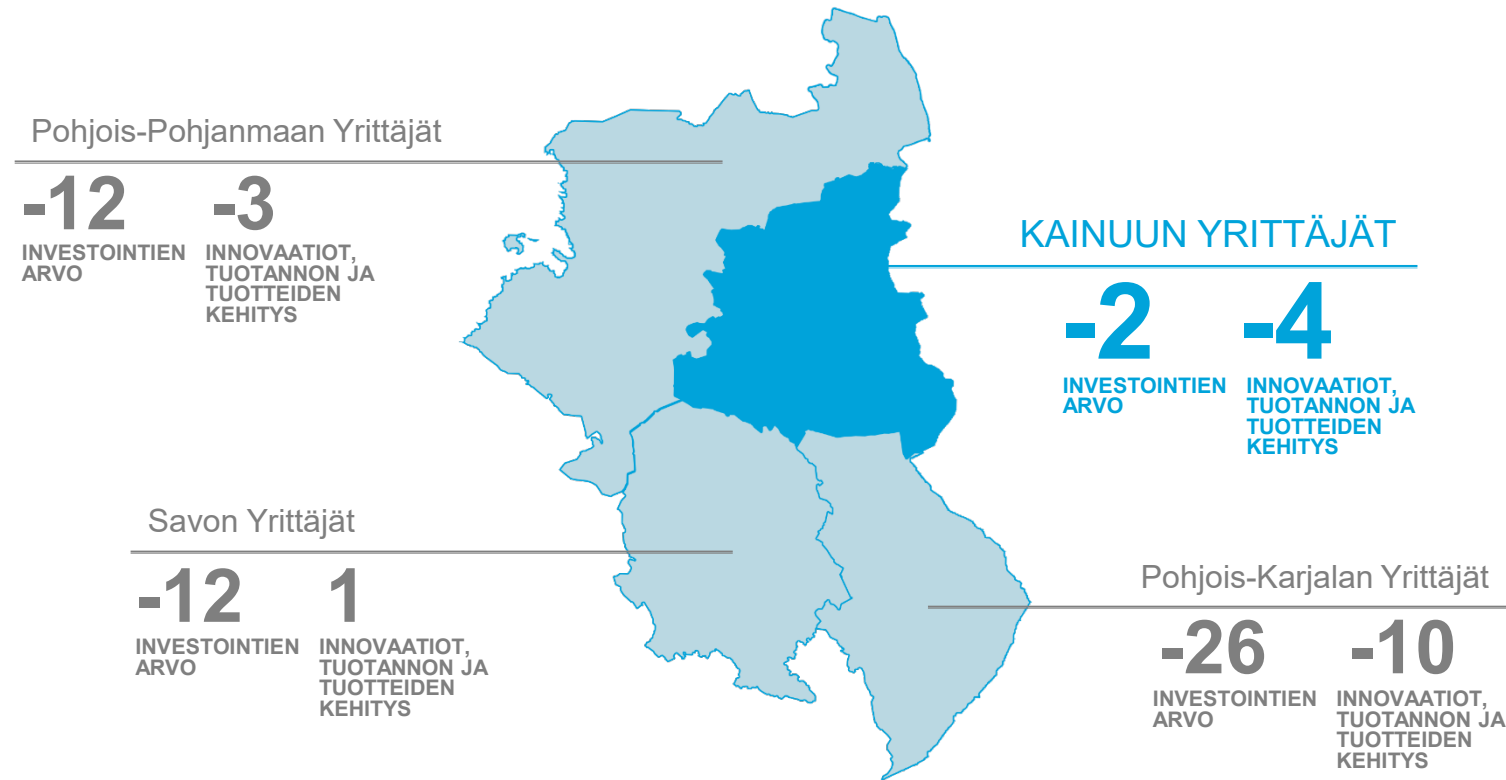 Pohjois-Pohjanmaan Yrittäjät
-12
INVESTOINTIEN
ARVO
-3
INNOVAATIOT,
TUOTANNON JA
TUOTTEIDEN
KEHITYS
KAINUUN YRITTÄJÄT
-2
INVESTOINTIEN
ARVO
-4
INNOVAATIOT,
TUOTANNON JA
TUOTTEIDEN
KEHITYS
Savon Yrittäjät
-12
INVESTOINTIEN
ARVO
1
INNOVAATIOT,
TUOTANNON JA
TUOTTEIDEN
KEHITYS
Pohjois-Karjalan Yrittäjät
-26
INVESTOINTIEN
ARVO
-10
INNOVAATIOT,
TUOTANNON JA
TUOTTEIDEN
KEHITYS